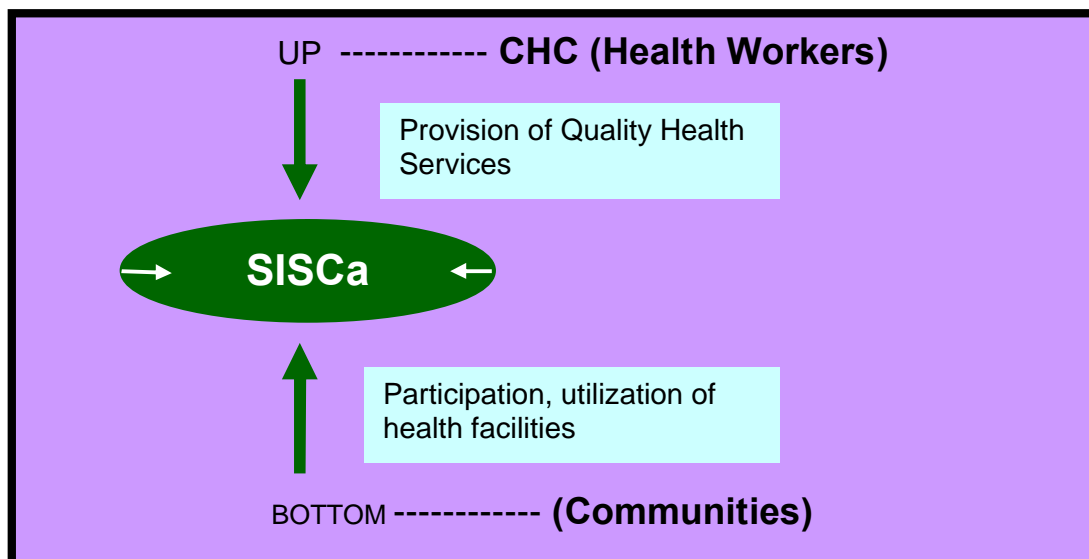 UP ------------ CHC (Health Workers)
Provision of Quality Health
Services
SISCa
Participation, utilization of
health facilities
BOTTOM ------------ (Communities)